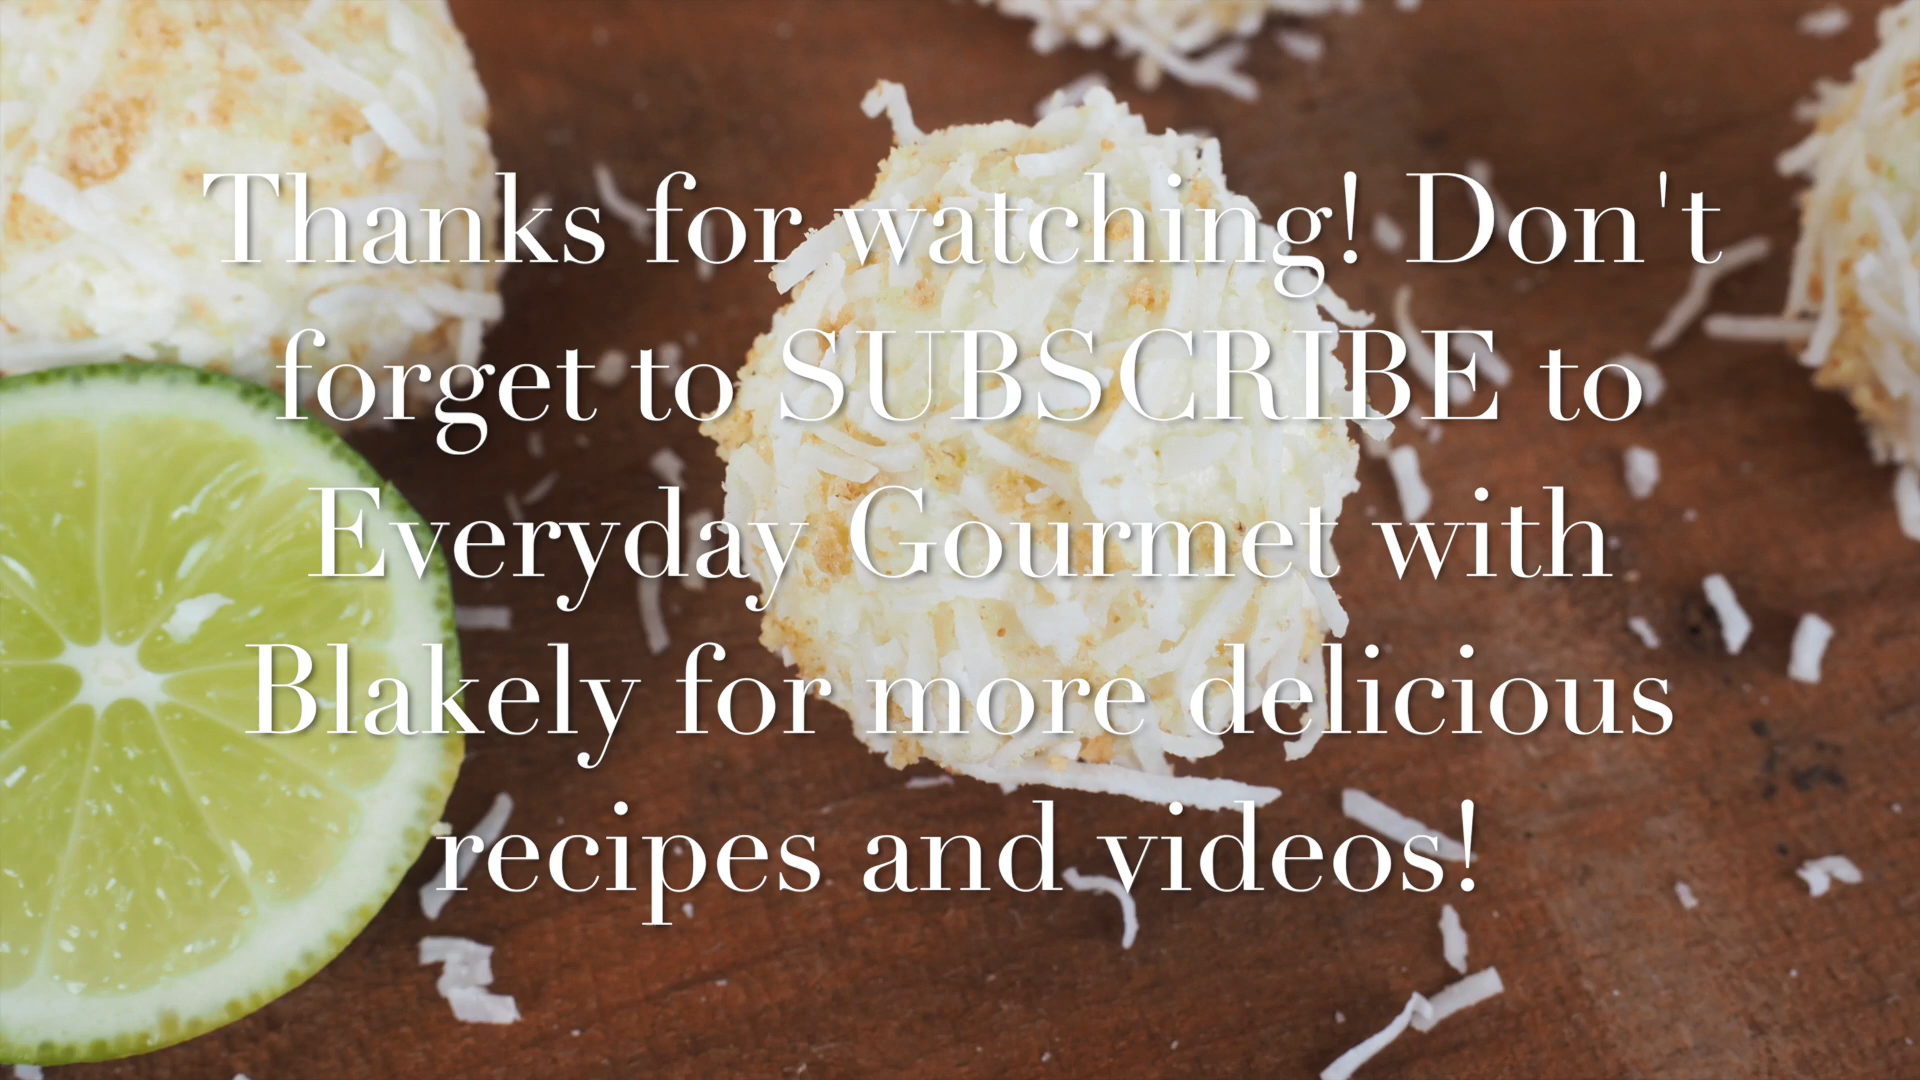 Thanks for watching! Don't
forget to SUBSCRIBE to
Everyday Gourmet with
Blakely for more delicious
recipes and videos!